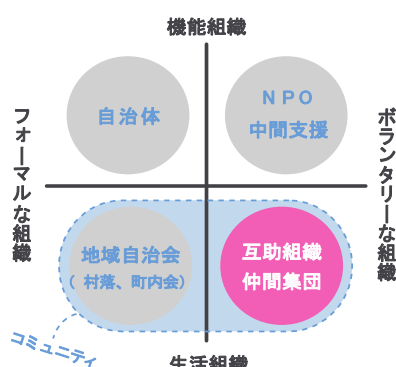 機能組織
フォーマルな組織
自治体
NPO
中間支援
ボランタリーな組織
地域自治会
(村落、町内会)
互助組織
仲間集団
コミュニティ
生活組織